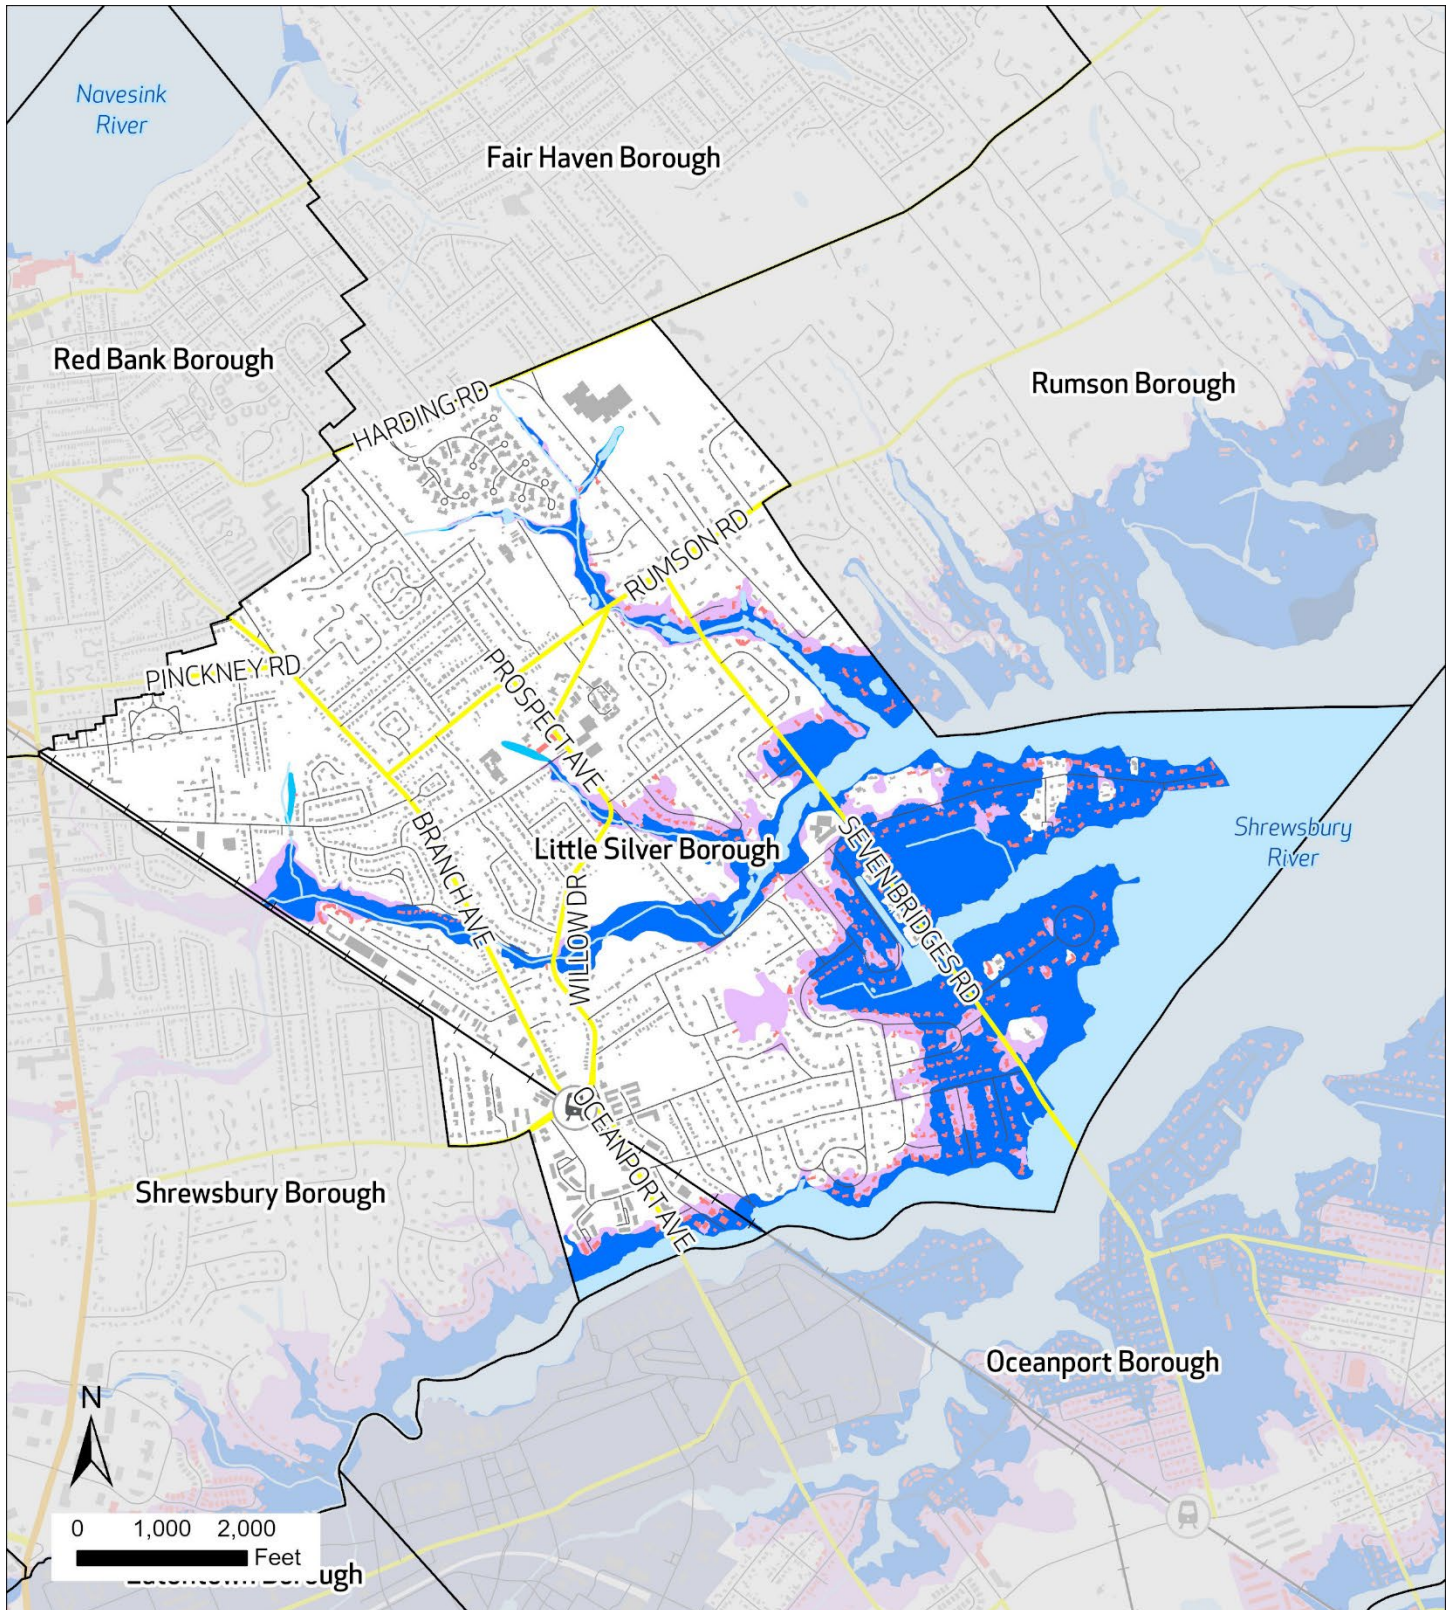 Navesink
River
Fair Haven Borough
Red Bank Borough
Rumson Borough
HARDING RD
RUMSON RD
PINCKNEY RD
PROSPECT AVE
BRANCH AVE
Little Silver Borough
SEVEN BRIDGES RD
Shrewsbury
River
WILLOW DR
OCEANPORT AVE
Shrewsbury Borough
Oceanport Borough
N
0 1,000 2,000
Feet
Eatontown Borough